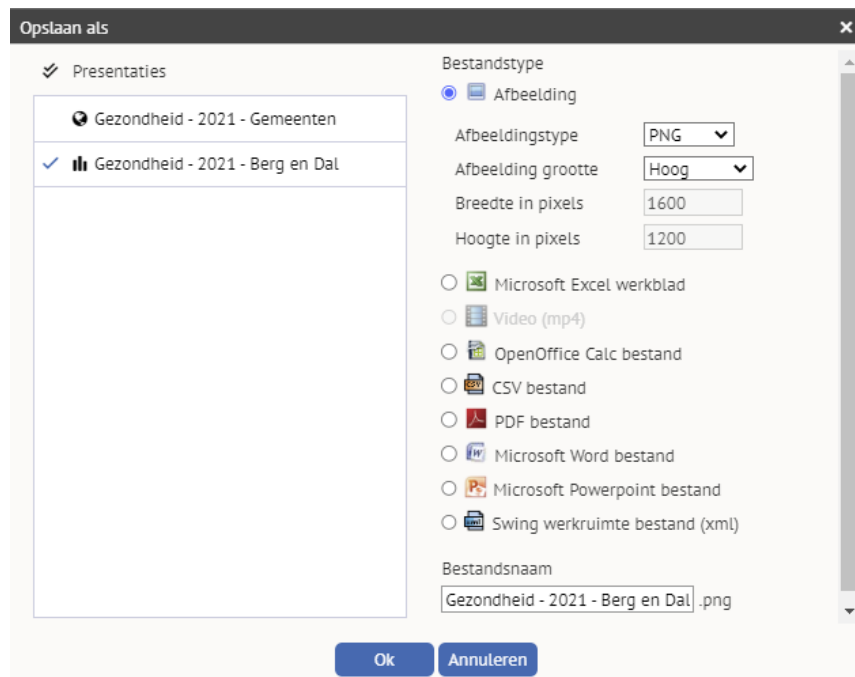 Opslaan als
Presentaties
Gezondheid - 2021 - Gemeenten
Gezondheid - 2021 - Berg en Dal
Bestandstype
Afbeelding
Afbeeldingstype PNG
Afbeelding grootte Hoog
Breedte in pixels 1600
Hoogte in pixels 1200
Microsoft Excel werkblad
Video (mp4)
OpenOffice Calc bestand
CSV bestand
PDF bestand
Microsoft Word bestand
Microsoft Powerpoint bestand
Swing werkruimte bestand (xml)
Bestandsnaam
Gezondheid - 2021 - Berg en Dal .png
Ok Annuleren